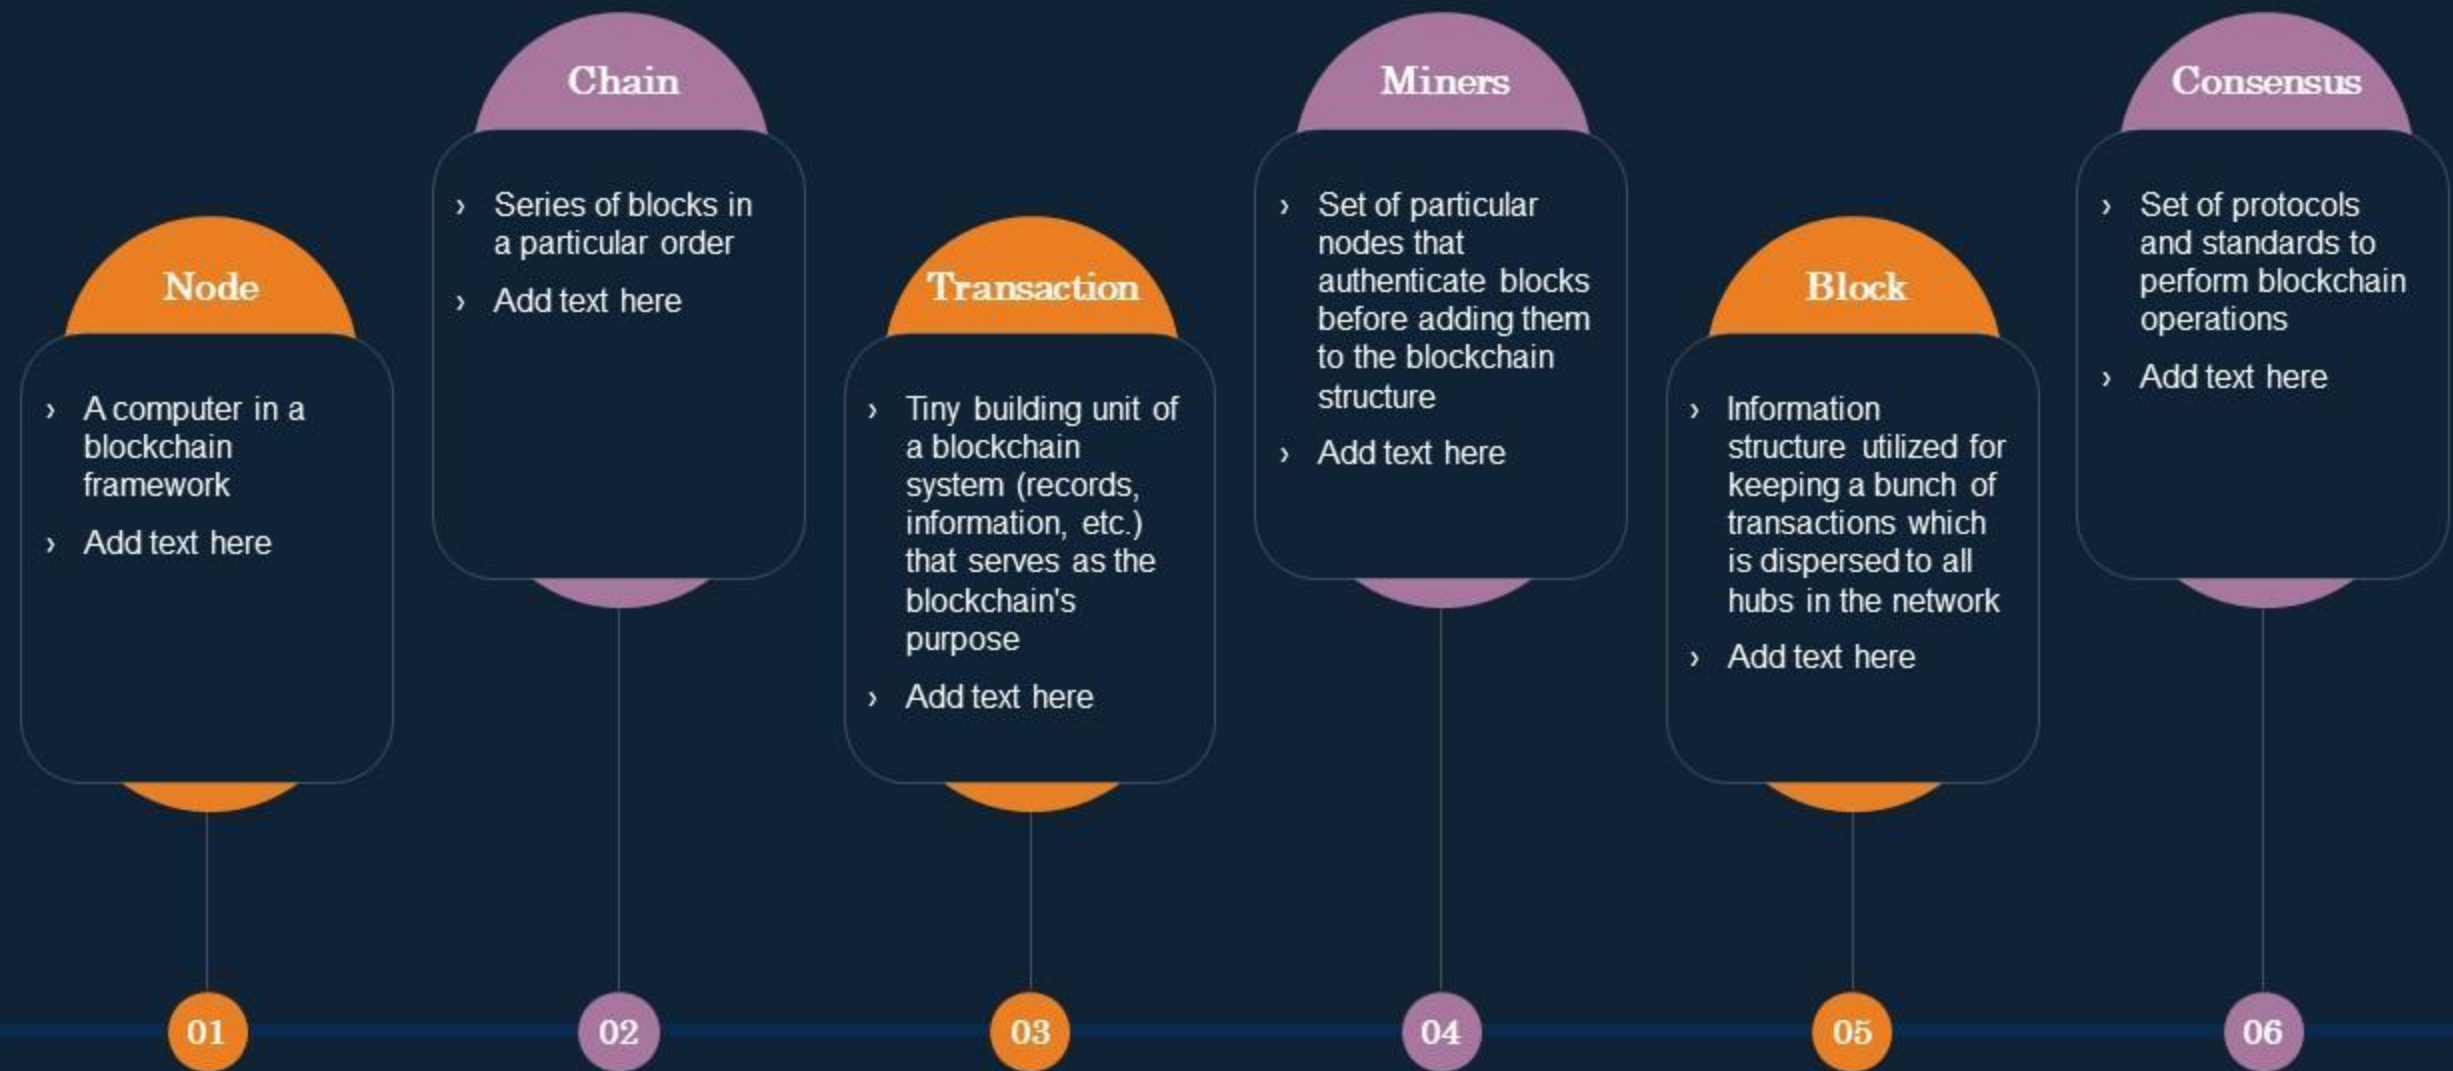 Node
› A computer in a
blockchain
framework
› Add text here
01
Chain
› Series of blocks in
a particular order
› Add text here
02
Transaction
› Tiny building unit of
a blockchain
system (records,
information, etc.)
that serves as the
blockchain's
purpose
› Add text here
03
Miners
› Set of particular
nodes that
authenticate blocks
before adding them
to the blockchain
structure
› Add text here
04
Block
› Information
structure utilized for
keeping a bunch of
transactions which
is dispersed to all
hubs in the network
› Add text here
05
Consensus
› Set of protocols
and standards to
perform blockchain
operations
› Add text here
06